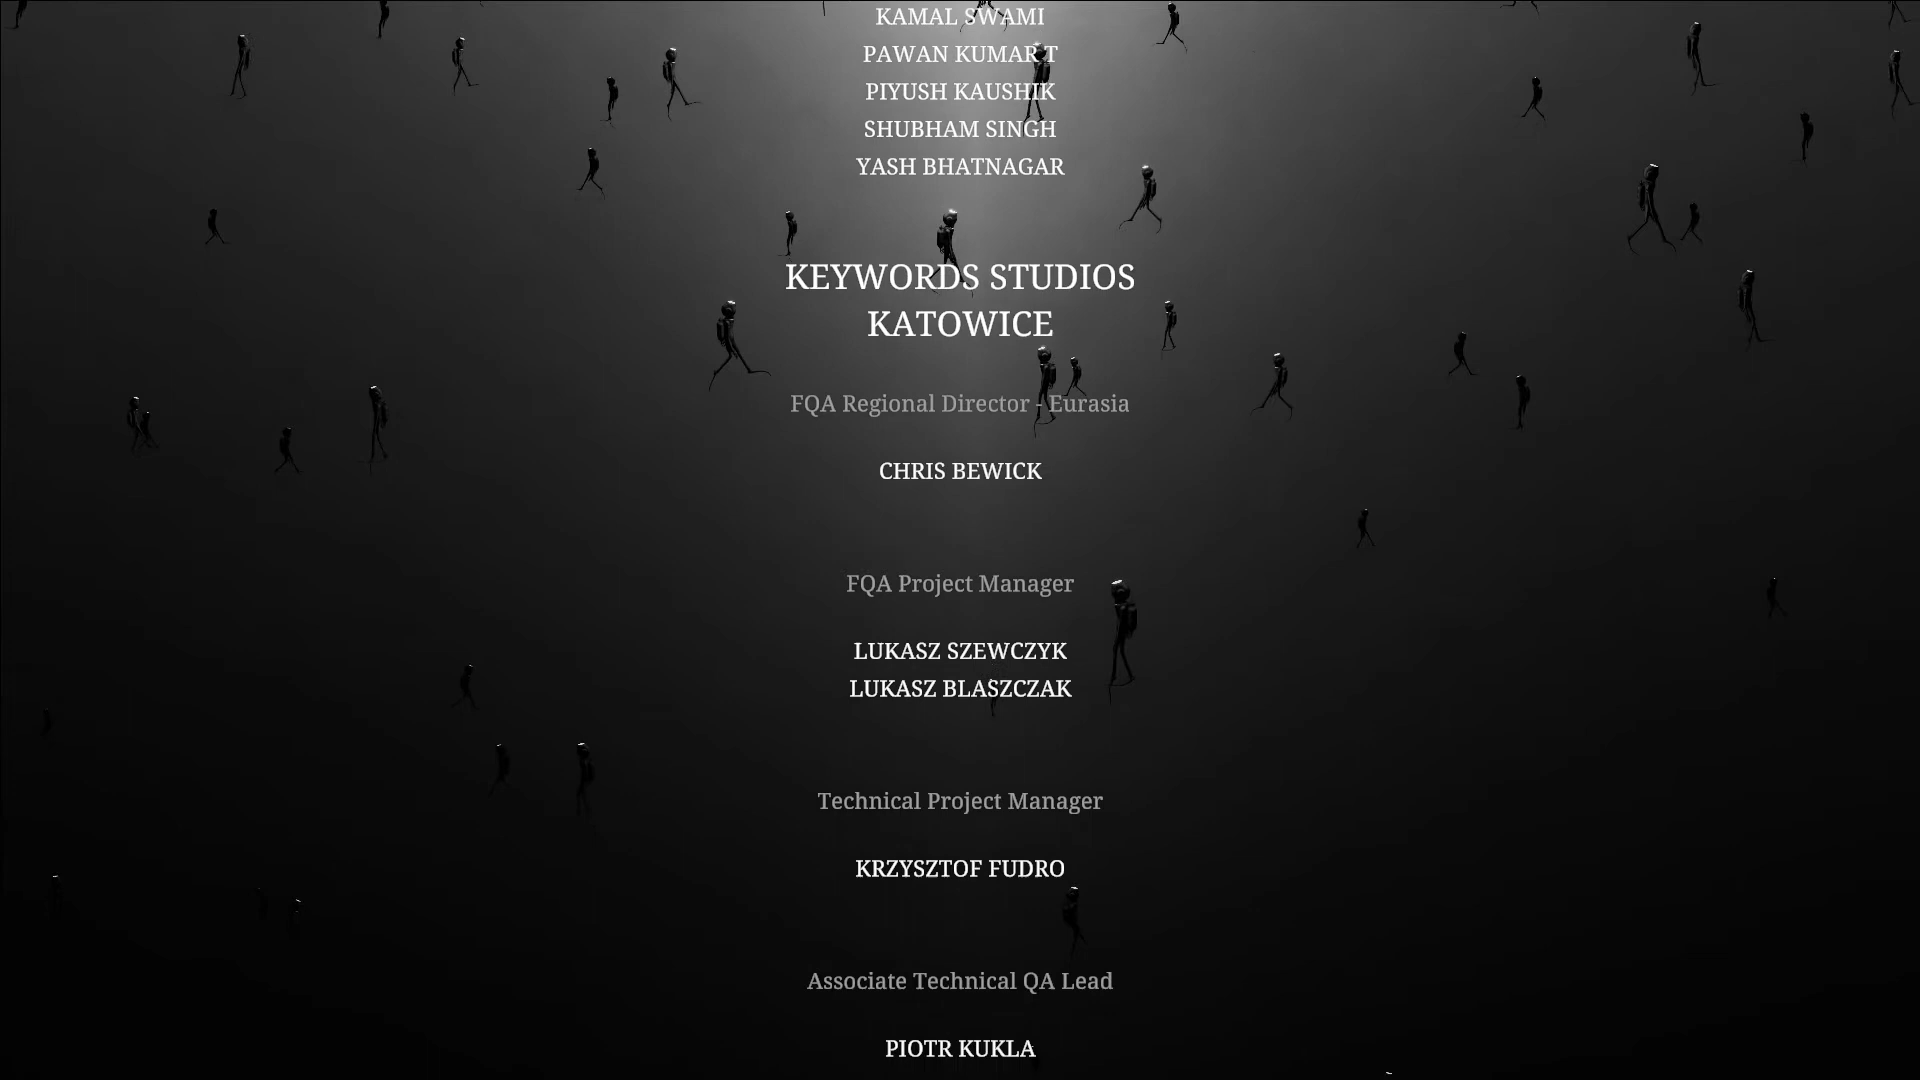 KAMAL SWAMI
PAWAN KUMAR T
PIYUSH KAUSHIK
SHUBHAM SINGH
YASH BHATNAGAR
KEYWORDS STUDIOS
KATOWICE
FQA Regional Director - Eurasia
CHRIS BEWICK
FQA Project Manager
LUKASZ SZEWCZYK
LUKASZ BLASZCZAK
Technical Project Manager
KRZYSZTOF FUDRO
Associate Technical QA Lead
PIOTR KUKLA